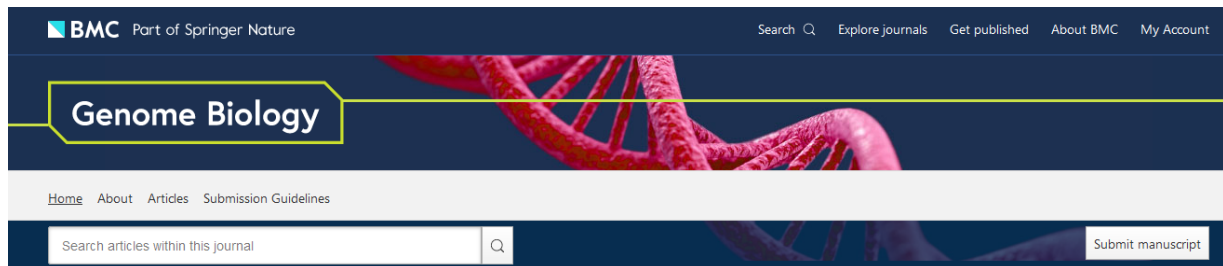 BMC Part of Springer Nature Search Explore journals Get published About BMC My Account
Genome Biology
Home About Articles Submission Guidelines
Search articles within this journal Submit manuscript